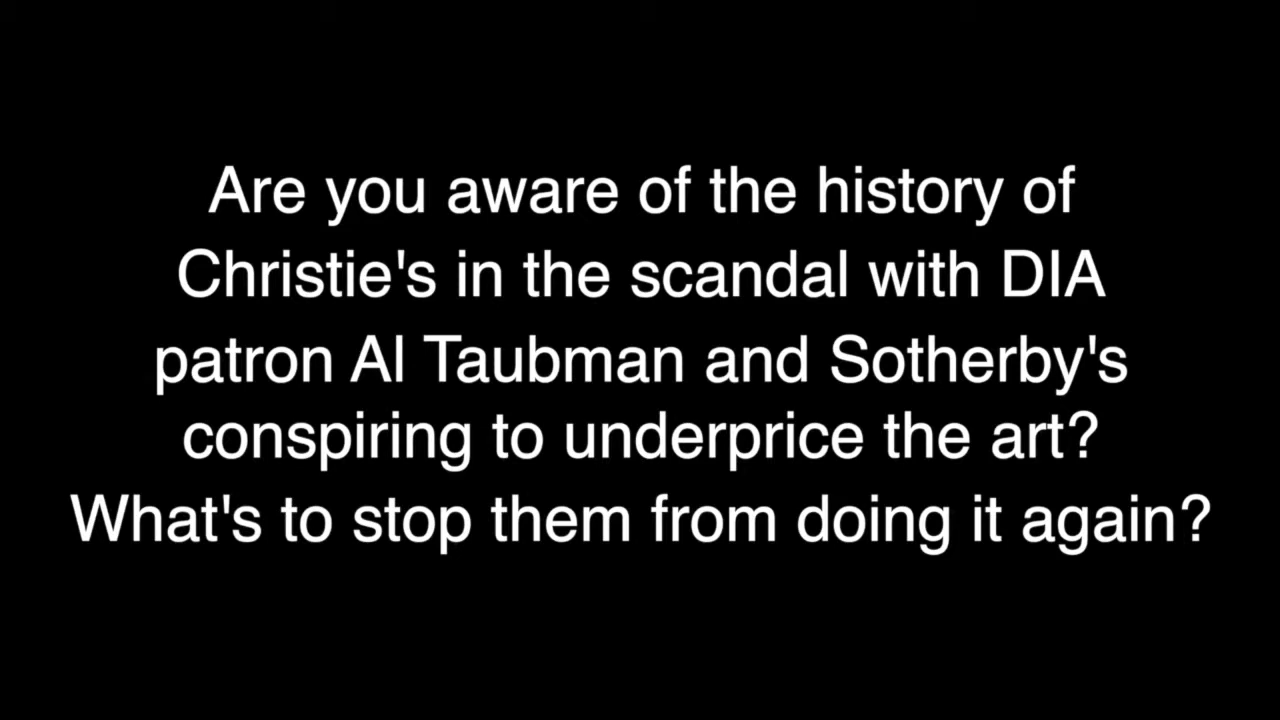 Are you aware of the history of
Christie's in the scandal with DIA
patron Al Taubman and Sotherby's
conspiring to underprice the art?
What's to stop them from doing it again?